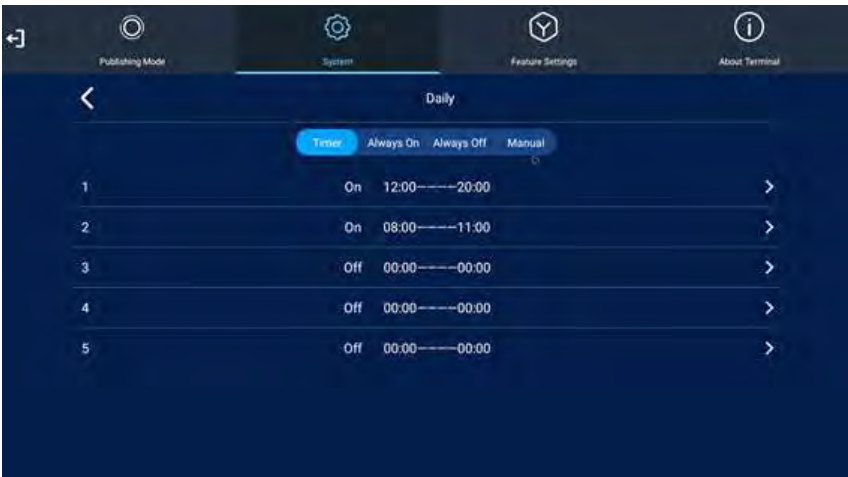 Publishing Mode System Feature Settings About Terminal
Daily
Timer Always On Always Off Manual
1 On 12:00----20:00
2 On 08:00----11:00
3 Off 00:00----00:00
4 Off 00:00----00:00
5 Off 00:00----00:00